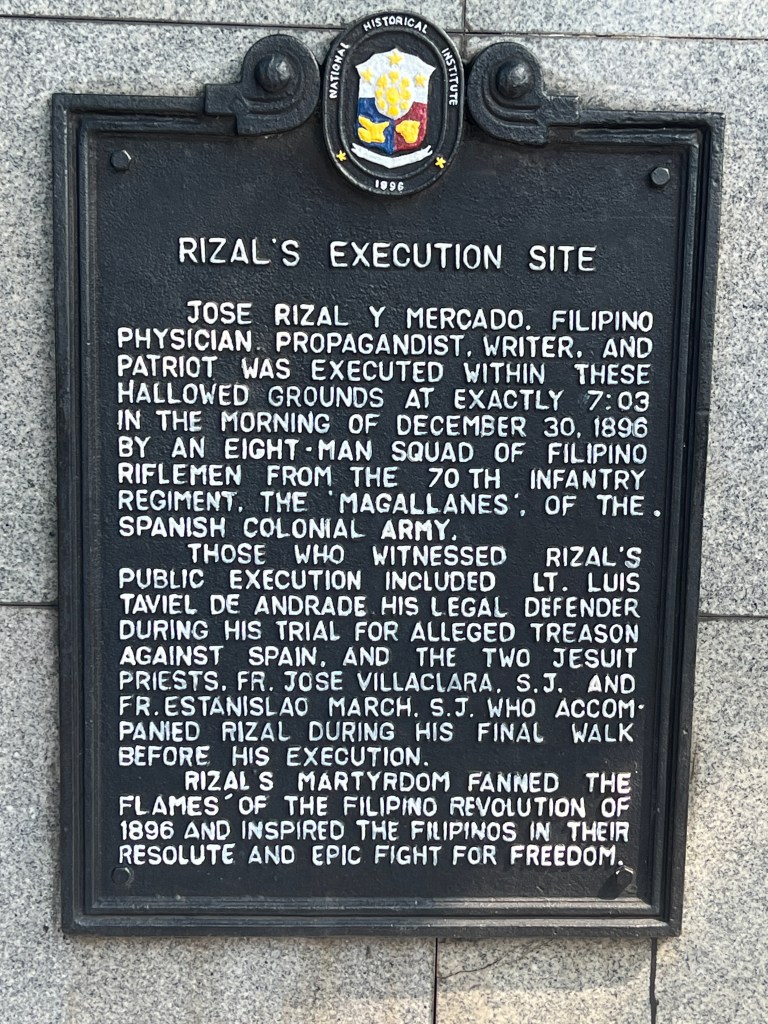 NATIONAL HISTORICAL INSTITUTE
1996
RIZAL'S EXECUTION SITE
JOSE RIZAL Y MERCADO, FILIPINO
PHYSICIAN, PROPAGANDIST, WRITER, AND
PATRIOT WAS EXECUTED WITHIN THESE
HALLOWED GROUNDS AT EXACTLY 7:03
IN THE MORNING OF DECEMBER 30, 1896
BY AN EIGHT-MAN SQUAD OF FILIPINO
RIFLEMEN FROM THE 70TH INFANTRY
REGIMENT, THE 'MAGALLANES', OF THE.
SPANISH COLONIAL ARMY.
THOSE WHO WITNESSED RIZAL'S
PUBLIC EXECUTION INCLUDED LT. LUIS
TAVIEL DE ANDRADE HIS LEGAL DEFENDER
DURING HIS TRIAL FOR ALLEGED TREASON
AGAINST SPAIN, AND THE TWO JESUIT
PRIESTS, FR. JOSE VILLACLARA, S.J. AND
FR. ESTANISLAO MARCH, S.J. WHO ACCOM-
PANIED RIZAL DURING HIS FINAL WALK
BEFORE HIS EXECUTION.
RIZAL'S MARTYRDOM FANNED THE
FLAMES OF THE FILIPINO REVOLUTION OF
1896 AND INSPIRED THE FILIPINOS IN THEIR
RESOLUTE AND EPIC FIGHT FOR FREEDOM.